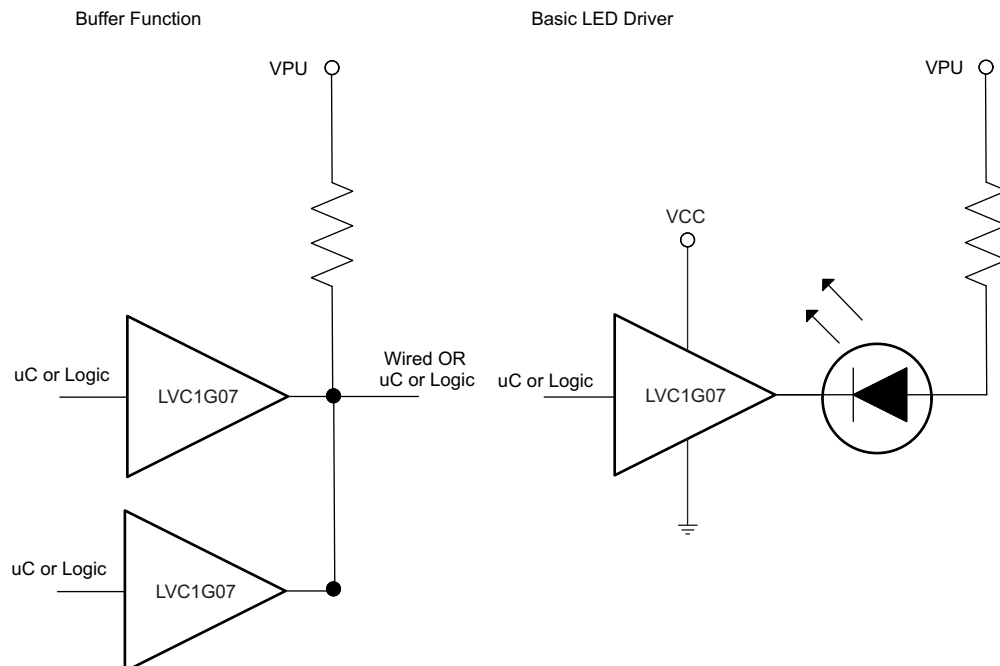 Buffer Function
Basic LED Driver
VPU
VPU
VCC
Wired OR
uC or Logic
uC or Logic
LVC1G07
uC or Logic
LVC1G07
uC or Logic
LVC1G07